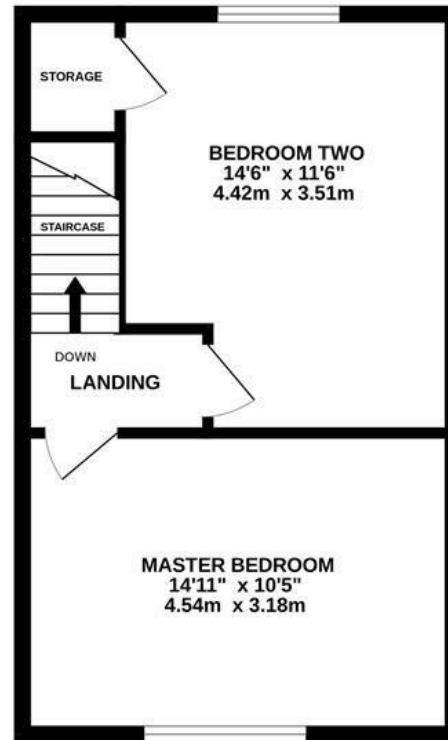 STORAGE
BEDROOM TWO
14'6" x 11'6"
4.42m x 3.51m
STAIRCASE
DOWN
LANDING
MASTER BEDROOM
14'11" x 10'5"
4.54m x 3.18m